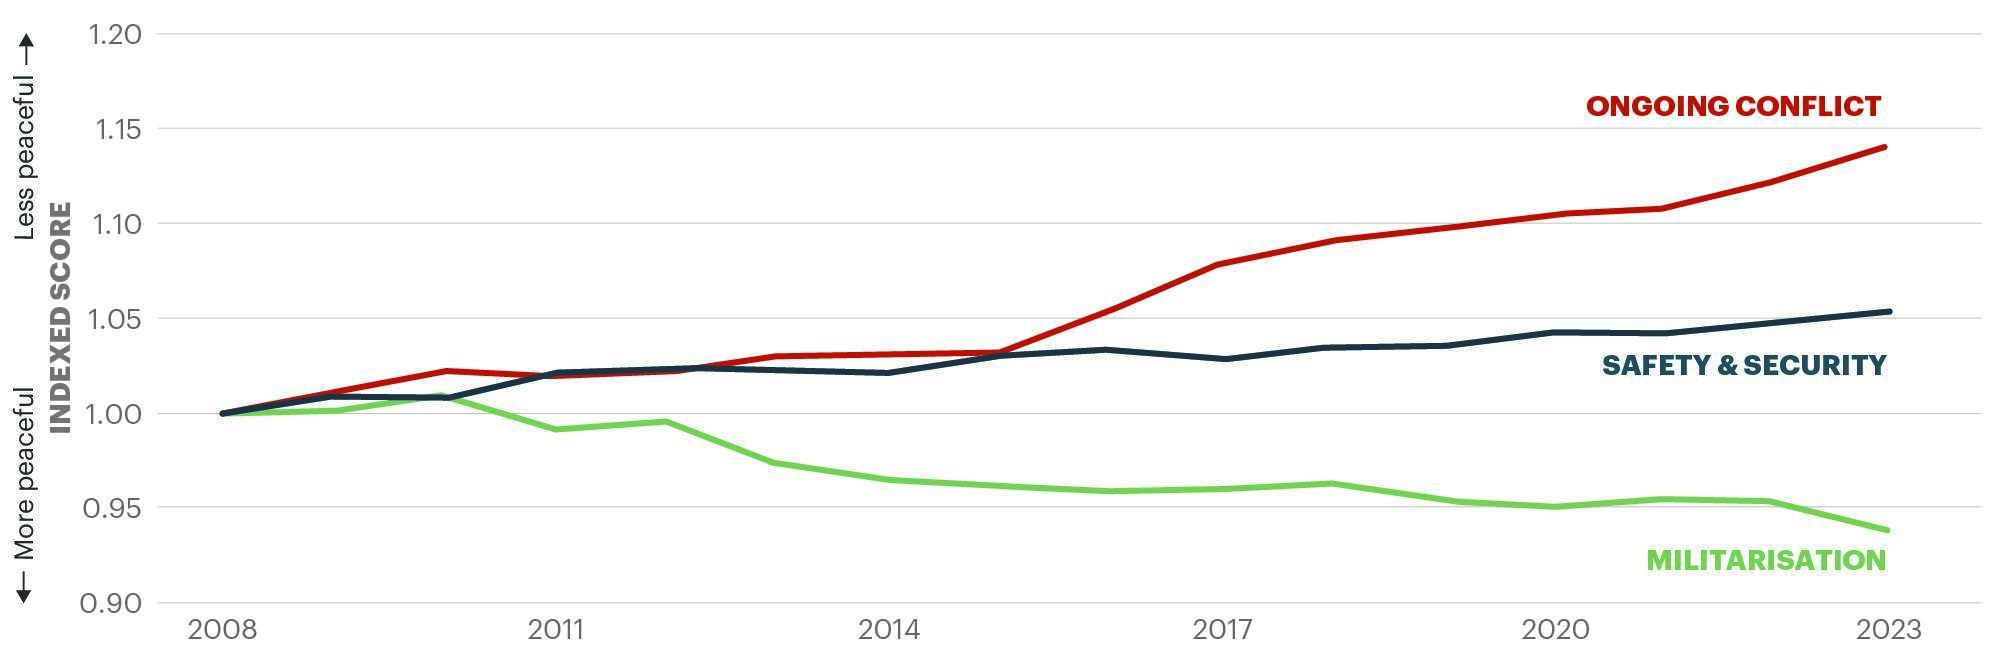 1.20
1.15
1.10
1.05
1.00
0.95
0.90
← More peaceful
Less peaceful →
INDEXED SCORE
ONGOING CONFLICT
SAFETY & SECURITY
MILITARISATION
2008 2011 2014 2017 2020 2023